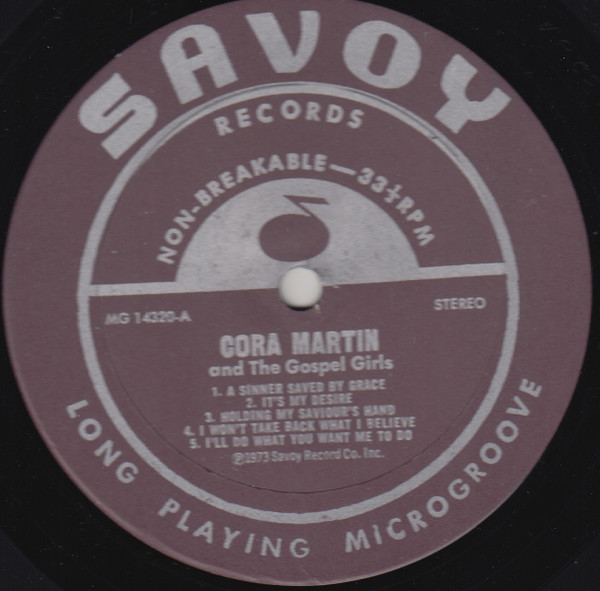 SAVOY
RECORDS
NON-BREAKABLE—33⅓RPM
MG 14320-A
STEREO
CORA MARTIN
and The Gospel Girls
1. A SINNER SAVED BY GRACE
2. IT'S MY DESIRE
3. HOLDING MY SAVIOUR'S HAND
4. I WON'T TAKE BACK WHAT I BELIEVE
5. I'LL DO WHAT YOU WANT ME TO DO
℗1973 Savoy Record Co. Inc.
LONG PLAYING MICROGROOVE